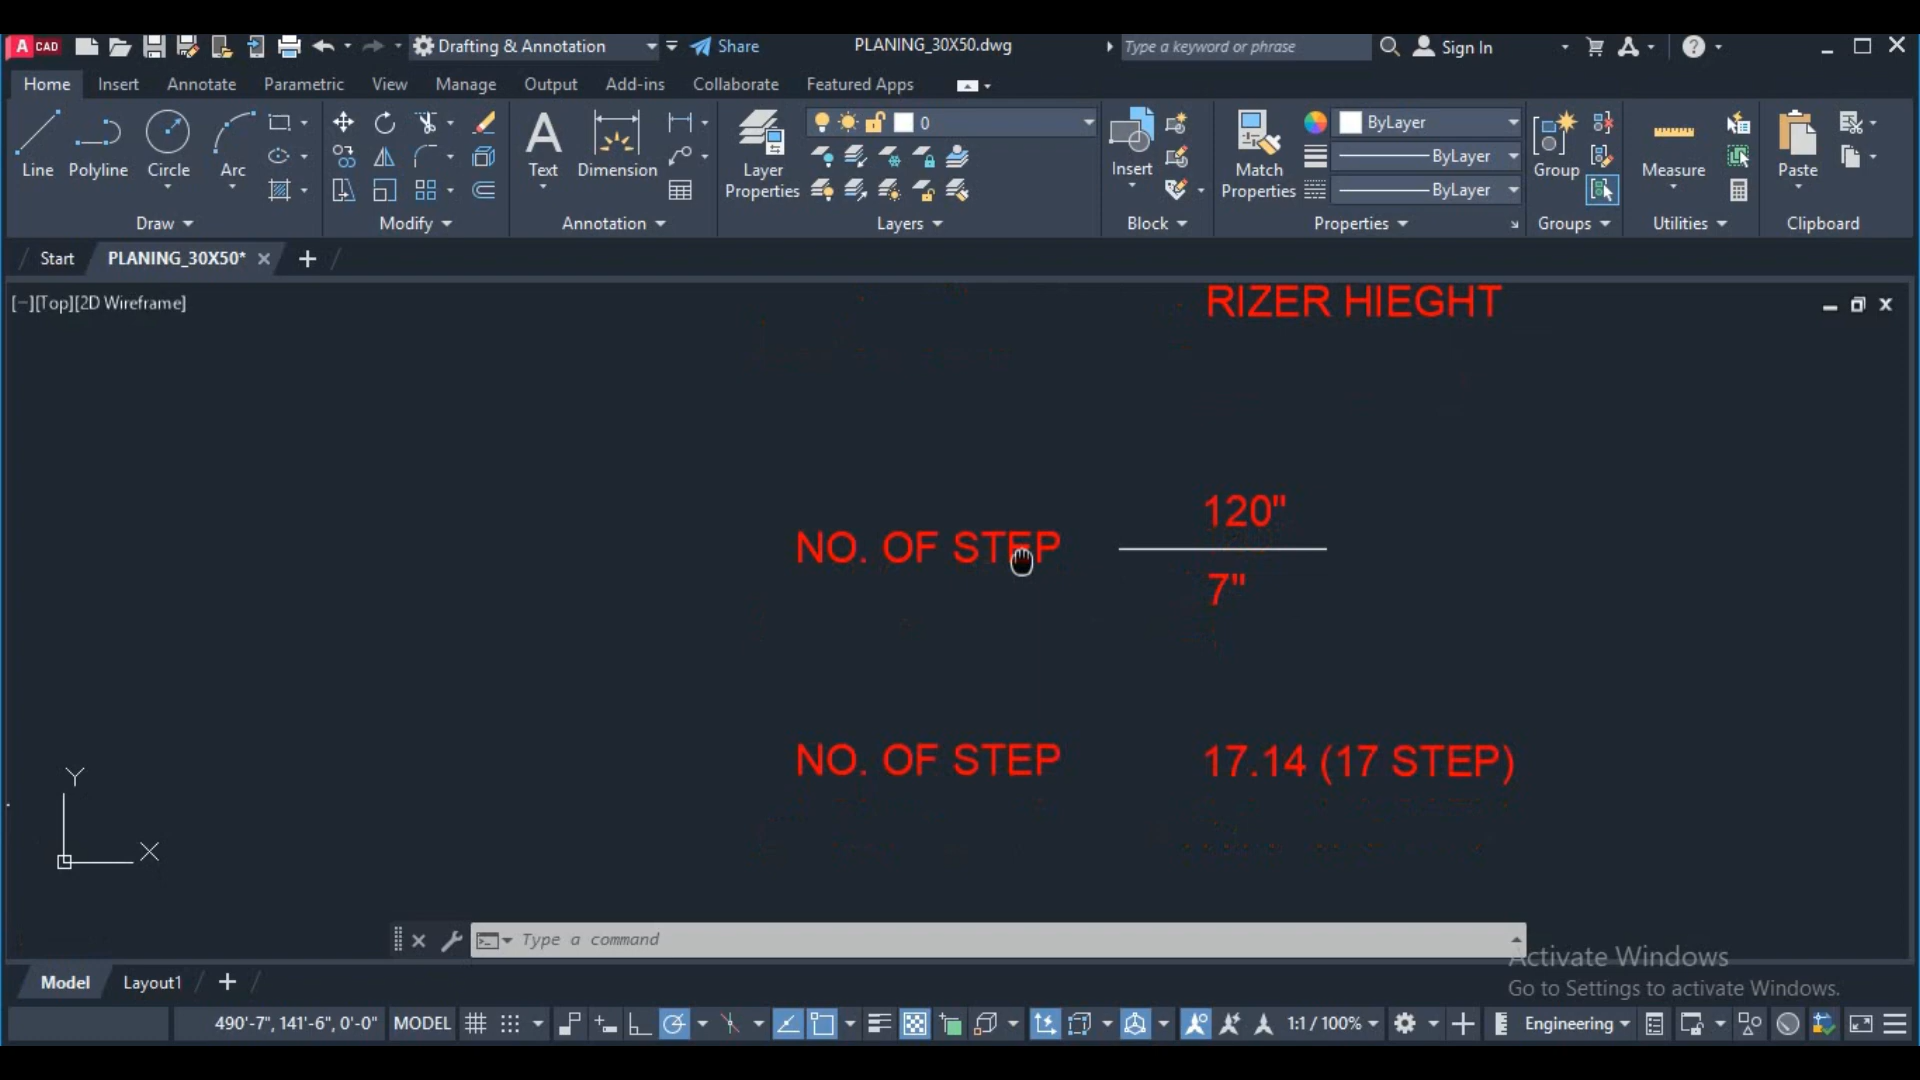 A CAD Drafting & Annotation Share PLANING_30X50.dwg Type a keyword or phrase Sign In
Home Insert Annotate Parametric View Manage Output Add-ins Collaborate Featured Apps
Line Polyline Circle Arc Text Dimension Layer Properties 0 Insert Match Properties ByLayer ByLayer ByLayer Group Measure Paste
Draw Modify Annotation Layers Block Properties Groups Utilities Clipboard
Start PLANING_30X50*
[−][Top][2D Wireframe]
RIZER HIEGHT
120"
NO. OF STEP
7"
NO. OF STEP 17.14 (17 STEP)
Y
X
Type a command
Activate Windows
Go to Settings to activate Windows.
Model Layout1
490'-7", 141'-6", 0'-0" MODEL 1:1 / 100% Engineering